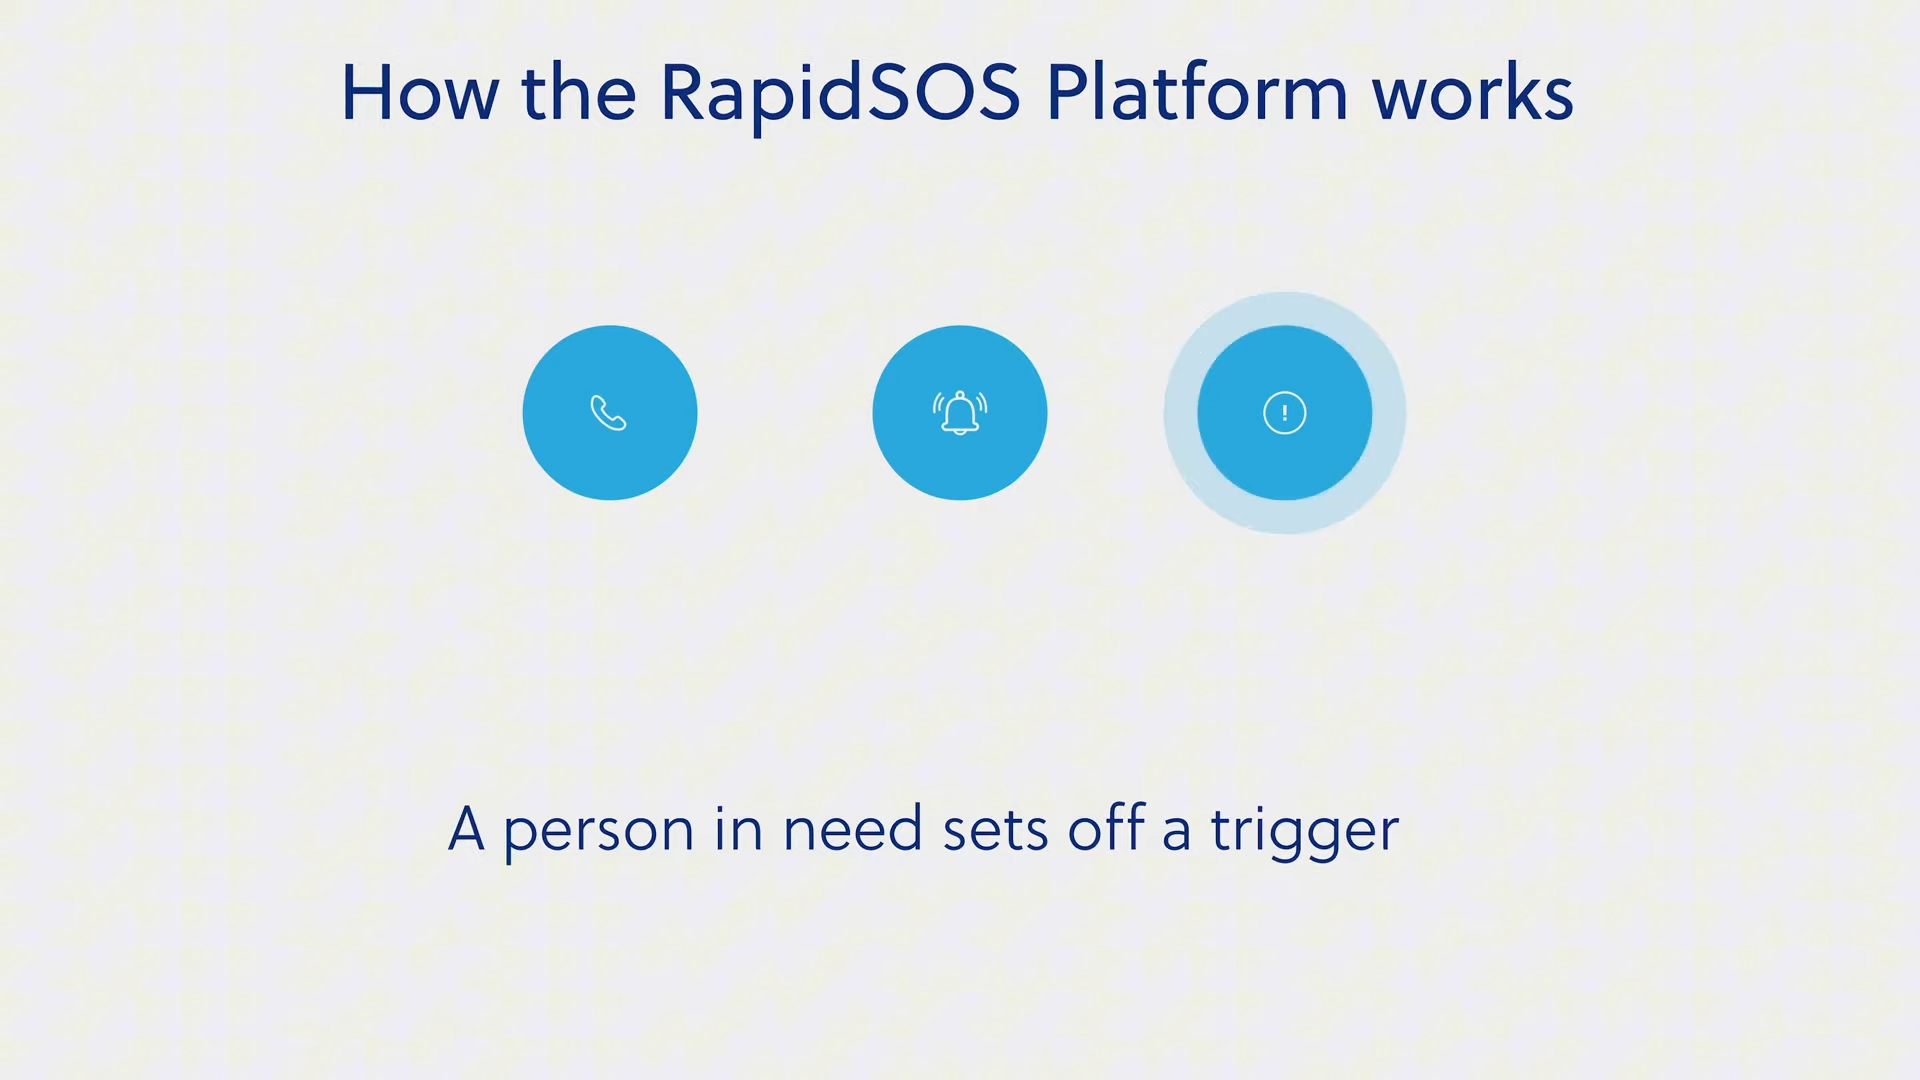 How the RapidSOS Platform works
A person in need sets off a trigger